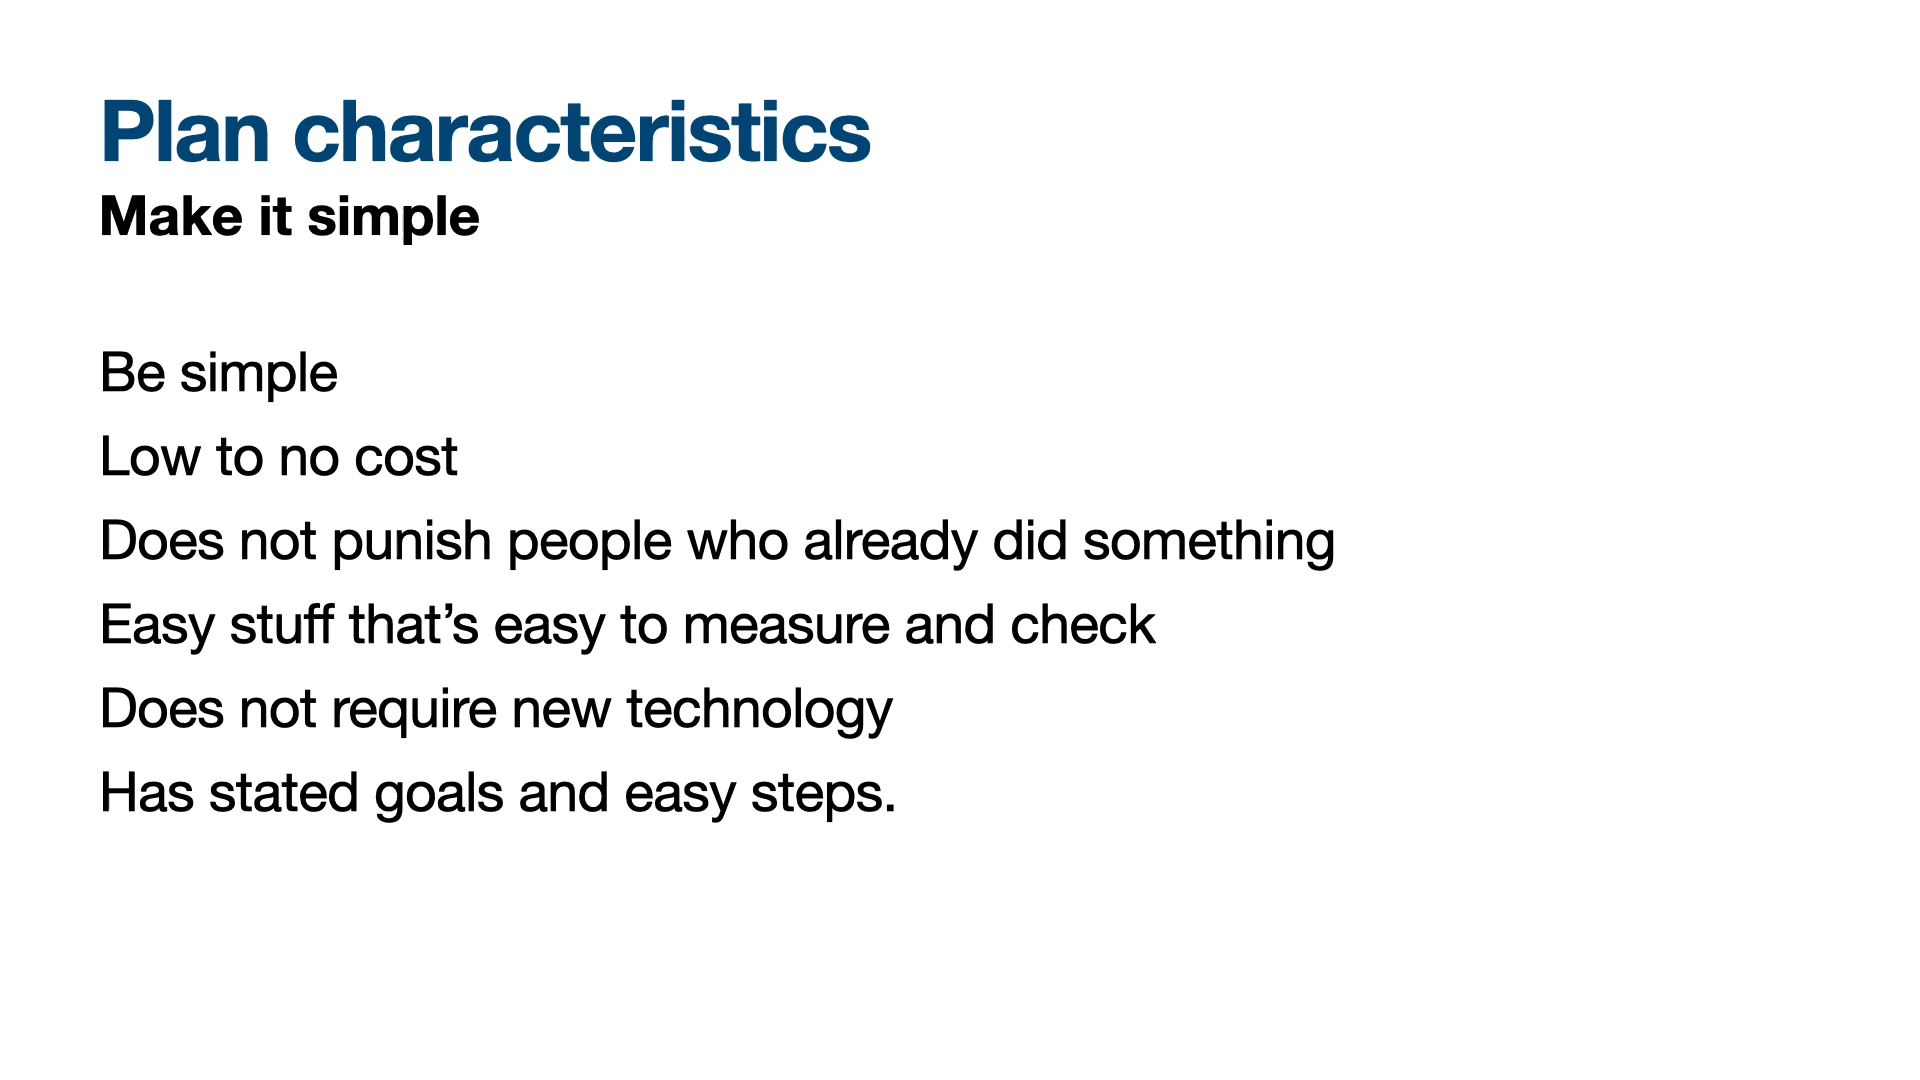 Plan characteristics
Make it simple
Be simple
Low to no cost
Does not punish people who already did something
Easy stuff that’s easy to measure and check
Does not require new technology
Has stated goals and easy steps.